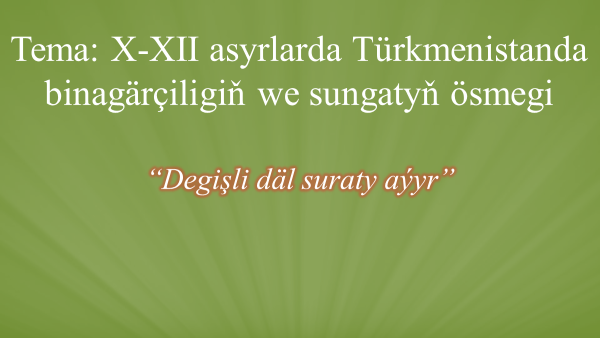 Tema: X-XII asyrlarda Türkmenistanda
binagärçiligiň we sungatyň ösmegi
“Degişli däl suraty aýyr”